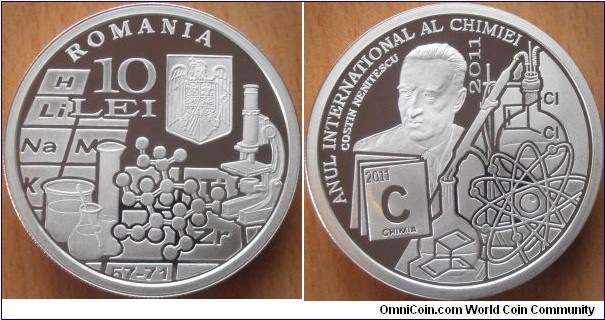 ROMANIA
10
LEI
H
Li
Na M
K
Zr
57-71
ANUL INTERNATIONAL AL CHIMIEI
2011
COSTIN NENITESCU
Cl
Cl
2011
C
CHIMIA
OmniCoin.com World Coin Community